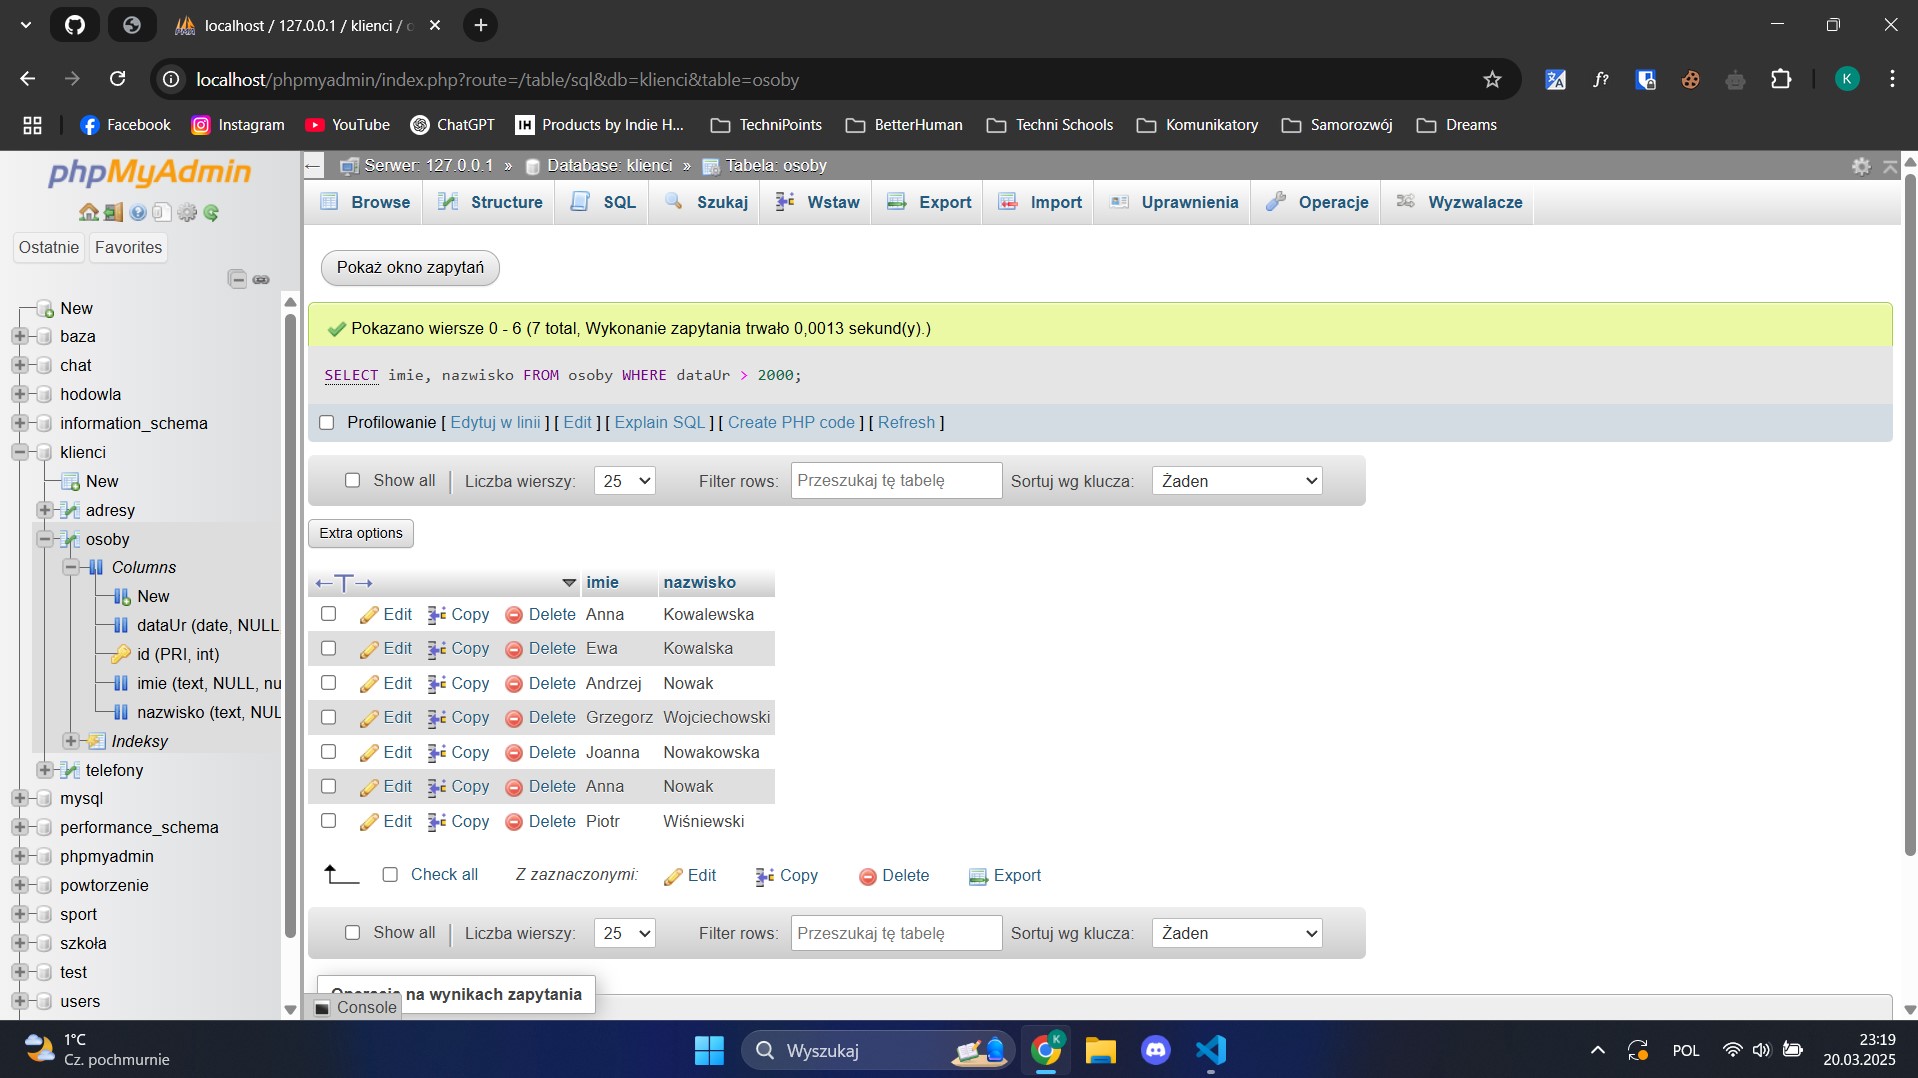 localhost / 127.0.0.1 / klienci / o
localhost/phpmyadmin/index.php?route=/table/sql&db=klienci&table=osoby
f?
K
Facebook
Instagram
YouTube
ChatGPT
IH Products by Indie H...
TechniPoints
BetterHuman
Techni Schools
Komunikatory
Samorozwój
Dreams
phpMyAdmin
Ostatnie
Favorites
New
baza
chat
hodowla
information_schema
klienci
New
adresy
osoby
Columns
New
dataUr (date, NULL
id (PRI, int)
imie (text, NULL, nu
nazwisko (text, NUL
Indeksy
telefony
mysql
performance_schema
phpmyadmin
powtorzenie
sport
szkoła
test
users
Serwer: 127.0.0.1 » Database: klienci » Tabela: osoby
Browse
Structure
SQL
Szukaj
Wstaw
Export
Import
Uprawnienia
Operacje
Wyzwalacze
Pokaż okno zapytań
Pokazano wiersze 0 - 6 (7 total, Wykonanie zapytania trwało 0,0013 sekund(y).)
SELECT imie, nazwisko FROM osoby WHERE dataUr > 2000;
Profilowanie [ Edytuj w linii ] [ Edit ] [ Explain SQL ] [ Create PHP code ] [ Refresh ]
Show all | Liczba wierszy: 25 Filter rows: Przeszukaj tę tabelę Sortuj wg klucza: Żaden
Extra options
imie nazwisko
Edit Copy Delete Anna Kowalewska
Edit Copy Delete Ewa Kowalska
Edit Copy Delete Andrzej Nowak
Edit Copy Delete Grzegorz Wojciechowski
Edit Copy Delete Joanna Nowakowska
Edit Copy Delete Anna Nowak
Edit Copy Delete Piotr Wiśniewski
Check all Z zaznaczonymi: Edit Copy Delete Export
Show all | Liczba wierszy: 25 Filter rows: Przeszukaj tę tabelę Sortuj wg klucza: Żaden
Operacje na wynikach zapytania
Console
1°C
Cz. pochmurnie
Wyszukaj
K
POL
23:19
20.03.2025